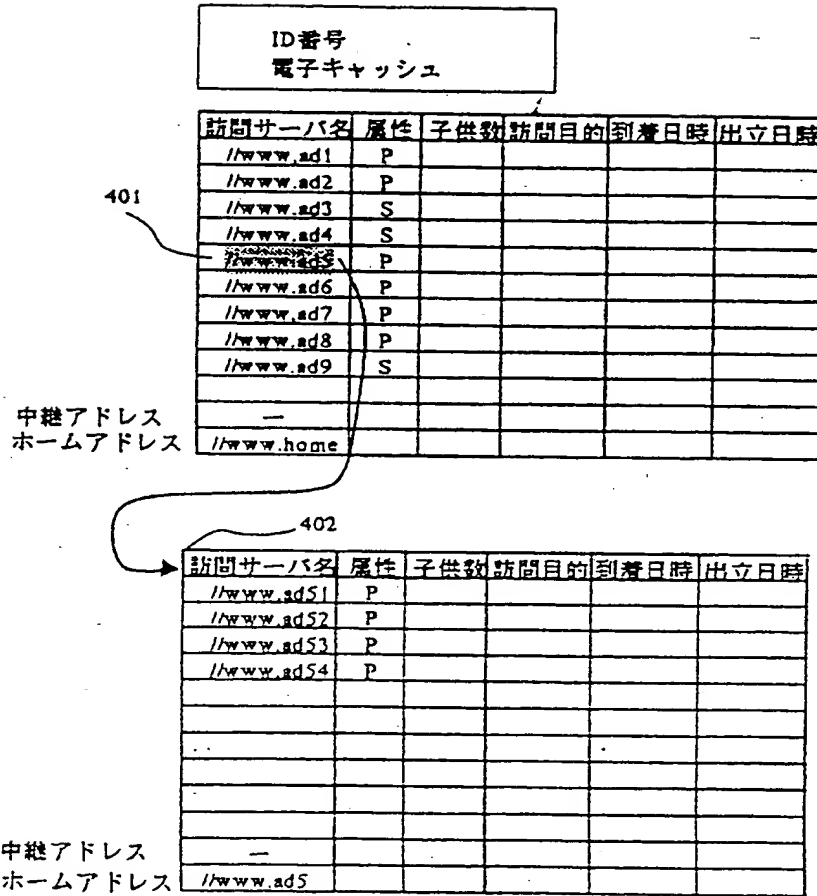 ID番号
電子キャッシュ
訪問サーバ名 属性 子供数 訪問目的 到着日時 出立日時
//www.ad1 P
//www.ad2 P
401
//www.ad3 S
//www.ad4 S
//www.ad5 P
//www.ad6 P
//www.ad7 P
//www.ad8 P
//www.ad9 S
中継アドレス —
ホームアドレス //www.home
402
訪問サーバ名 属性 子供数 訪問目的 到着日時 出立日時
//www.ad51 P
//www.ad52 P
//www.ad53 P
//www.ad54 P
中継アドレス —
ホームアドレス //www.ad5